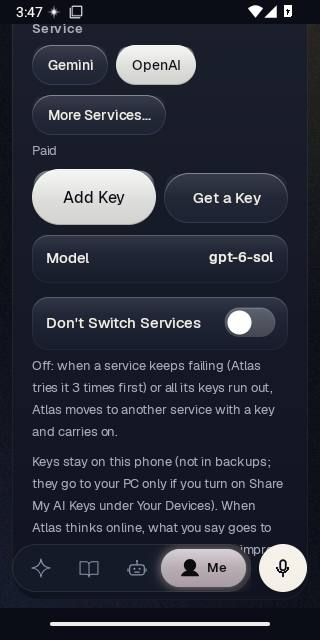 3:47
Service
Gemini
OpenAI
More Services...
Paid
Add Key
Get a Key
Model
gpt-6-sol
Don't Switch Services
Off: when a service keeps failing (Atlas
tries it 3 times first) or all its keys run out,
Atlas moves to another service with a key
and carries on.
Keys stay on this phone (not in backups;
they go to your PC only if you turn on Share
My AI Keys under Your Devices). When
Atlas thinks online, what you say goes to
Me